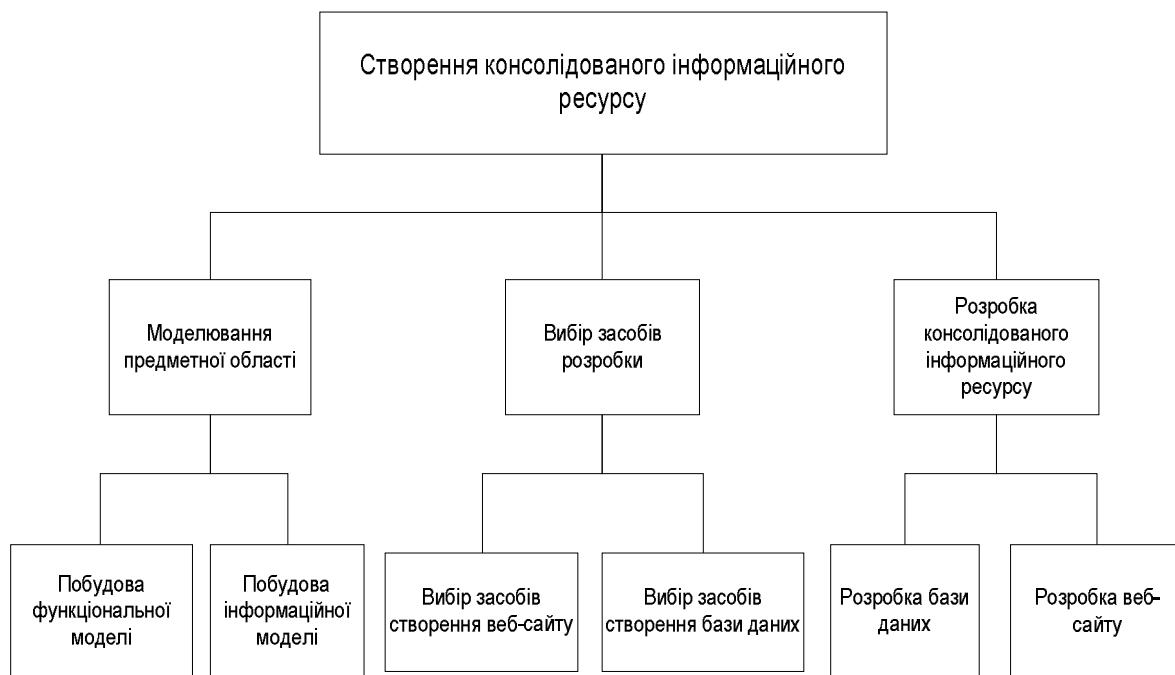 Створення консолідованого інформаційного
ресурсу
Моделювання
предметної області
Вибір засобів
розробки
Розробка
консолідованого
інформаційного
ресурсу
Побудова
функціональної
моделі
Побудова
інформаційної
моделі
Вибір засобів
створення веб-сайту
Вибір засобів
створення бази даних
Розробка бази
даних
Розробка веб-
сайту